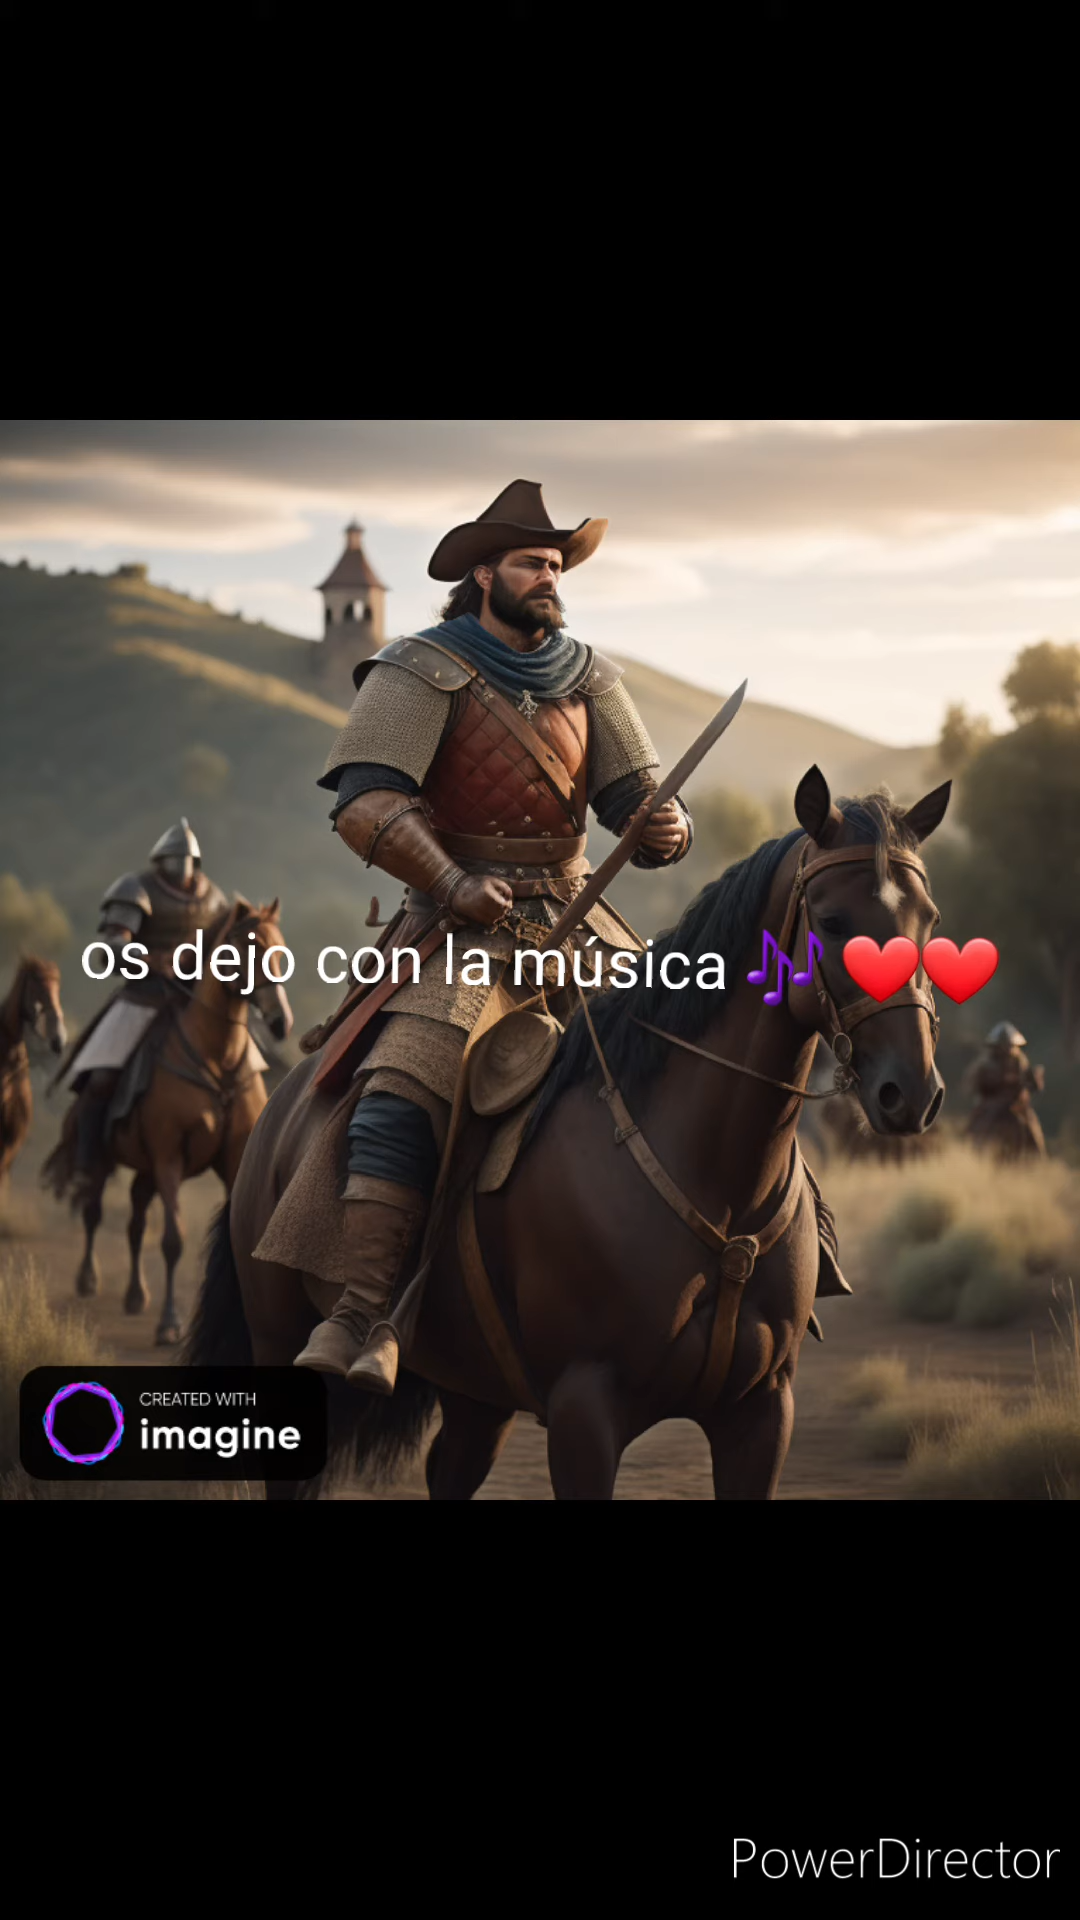 os dejo con la música 🎶 ❤️❤️
CREATED WITH
imagine
PowerDirector